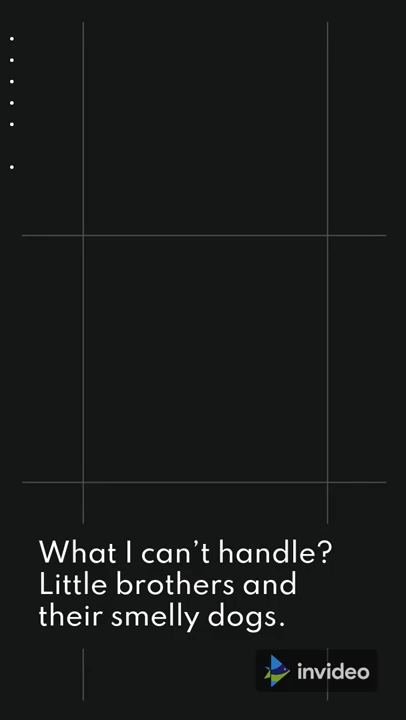 What I can’t handle?
Little brothers and
their smelly dogs.
invideo